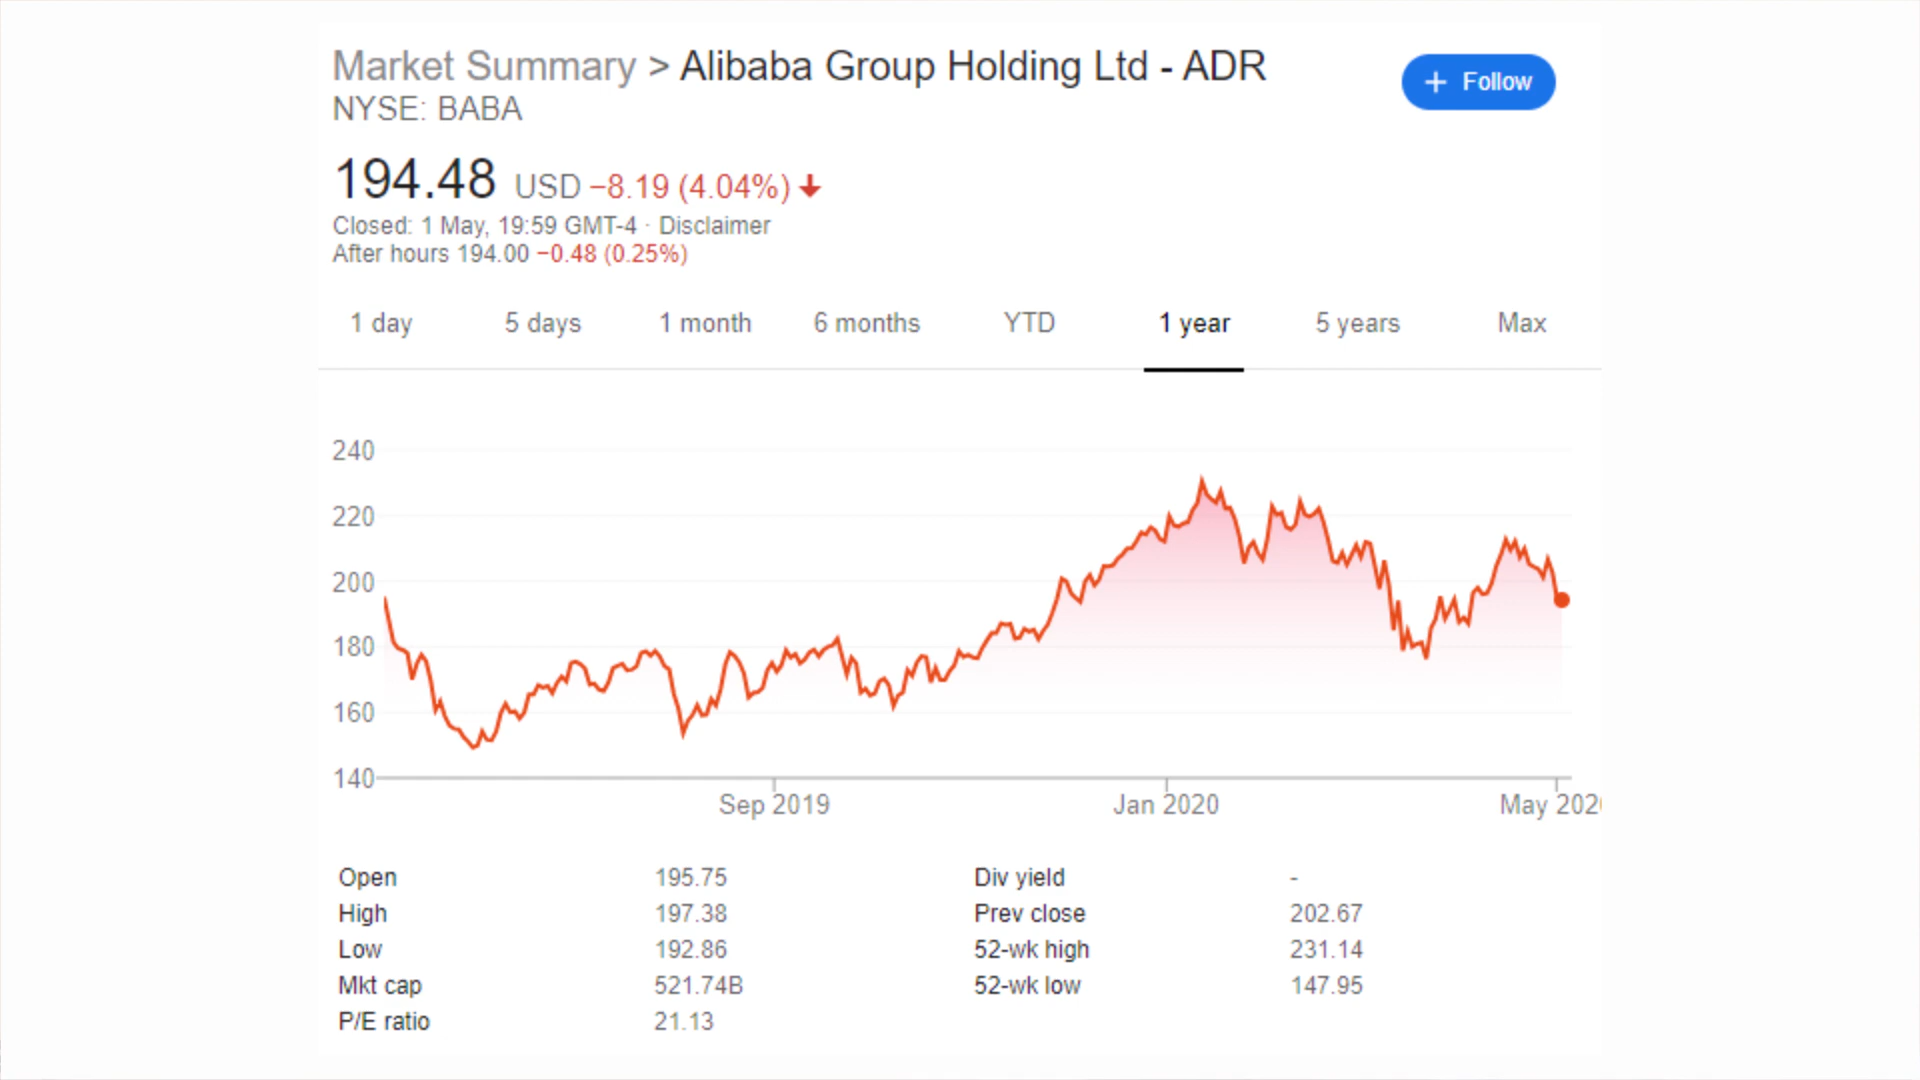 Market Summary > Alibaba Group Holding Ltd - ADR
NYSE: BABA
+ Follow
194.48 USD −8.19 (4.04%)
Closed: 1 May, 19:59 GMT-4 · Disclaimer
After hours 194.00 −0.48 (0.25%)
1 day 5 days 1 month 6 months YTD 1 year 5 years Max
240
220
200
180
160
140
Sep 2019 Jan 2020 May 202
Open 195.75 Div yield -
High 197.38 Prev close 202.67
Low 192.86 52-wk high 231.14
Mkt cap 521.74B 52-wk low 147.95
P/E ratio 21.13